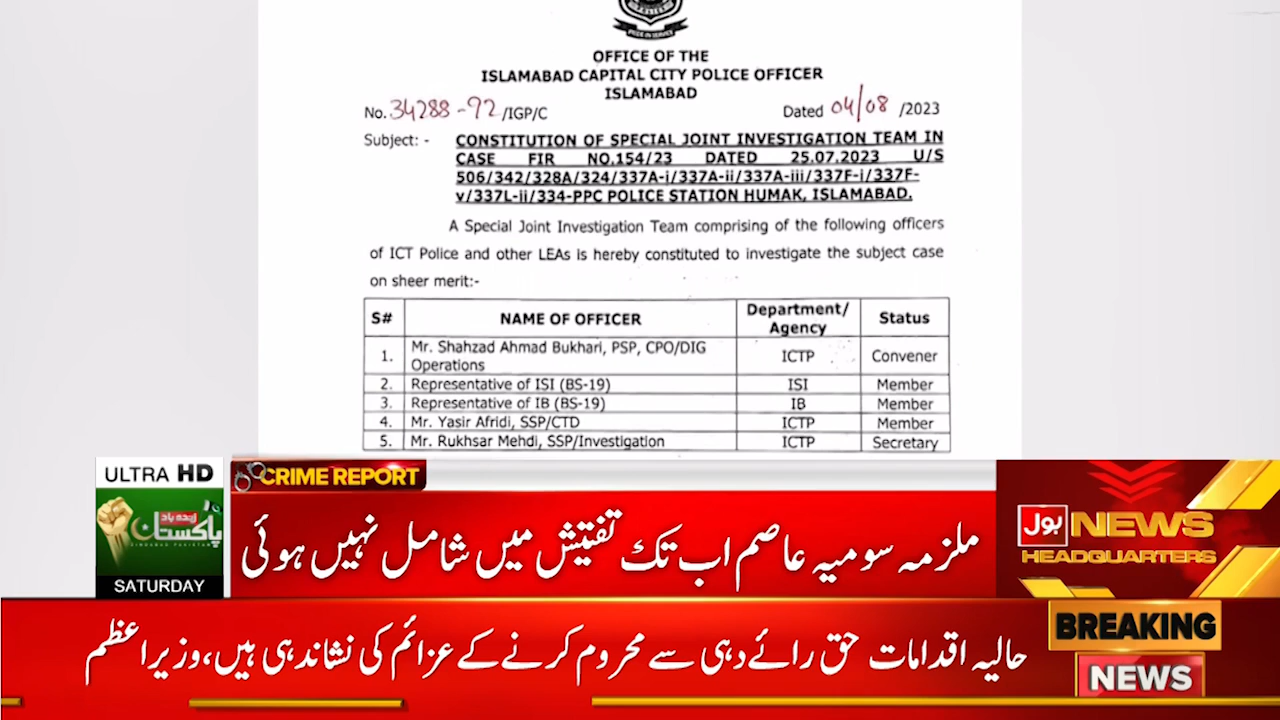 PRIDE IN SERVICE
OFFICE OF THE
ISLAMABAD CAPITAL CITY POLICE OFFICER
ISLAMABAD
No. 34288-92/IGP/C Dated 04/08/2023
Subject: - CONSTITUTION OF SPECIAL JOINT INVESTIGATION TEAM IN
CASE FIR NO.154/23 DATED 25.07.2023 U/S
506/342/328A/324/337A-i/337A-ii/337A-iii/337F-i/337F-
v/337L-ii/334-PPC POLICE STATION HUMAK, ISLAMABAD.
A Special Joint Investigation Team comprising of the following officers
of ICT Police and other LEAs is hereby constituted to investigate the subject case
on sheer merit:-
S# NAME OF OFFICER Department/ Agency Status
1. Mr. Shahzad Ahmad Bukhari, PSP, CPO/DIG Operations ICTP Convener
2. Representative of ISI (BS-19) ISI Member
3. Representative of IB (BS-19) IB Member
4. Mr. Yasir Afridi, SSP/CTD ICTP Member
5. Mr. Rukhsar Mehdi, SSP/Investigation ICTP Secretary
ULTRA HD
CRIME REPORT
زندہ باد
پاکستان
ZINDABAD PAKISTAN
SATURDAY
ملزمہ سومیہ عاصم اب تک تفتیش میں شامل نہیں ہوئی
بول NEWS
HEADQUARTERS
حالیہ اقدامات حق رائے دہی سے محروم کرنے کے عزائم کی نشاندہی ہیں، وزیراعظم
BREAKING
NEWS